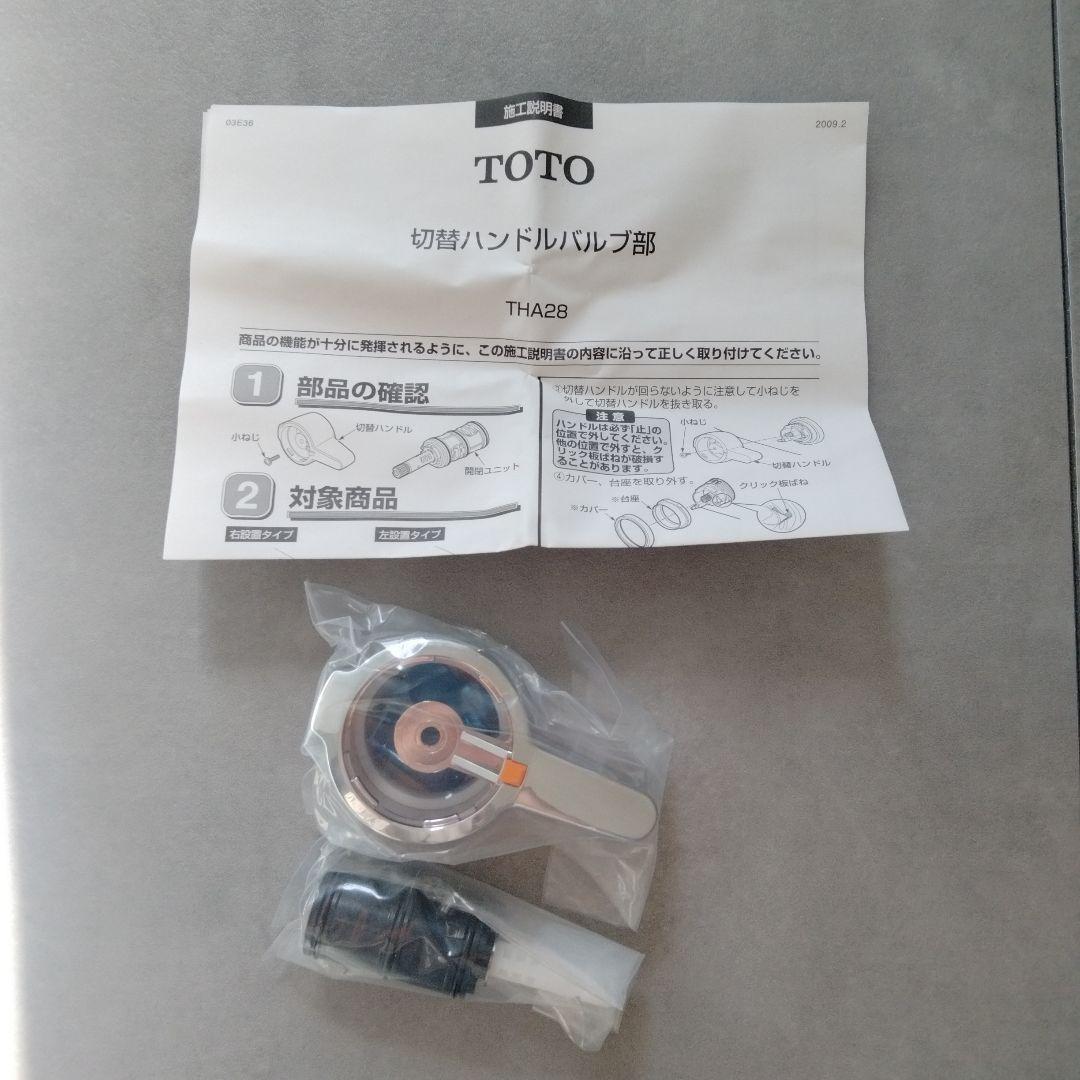 施工説明書
03E36
2009.2
TOTO
切替ハンドルバルブ部
THA28
商品の機能が十分に発揮されるように、この施工説明書の内容に沿って正しく取り付けてください。
1 部品の確認
小ねじ
切替ハンドル
開閉ユニット
2 対象商品
右設置タイプ
左設置タイプ
切替ハンドルが回らないように注意して小ねじを
外して切替ハンドルを抜き取る。
注意
ハンドルは必ず「止」の
位置で外してください。
他の位置で外すと、ク
リック板ばねが破損す
ることがあります。
小ねじ
切替ハンドル
④カバー、台座を取り外す。
クリック板ばね
※台座
※カバー